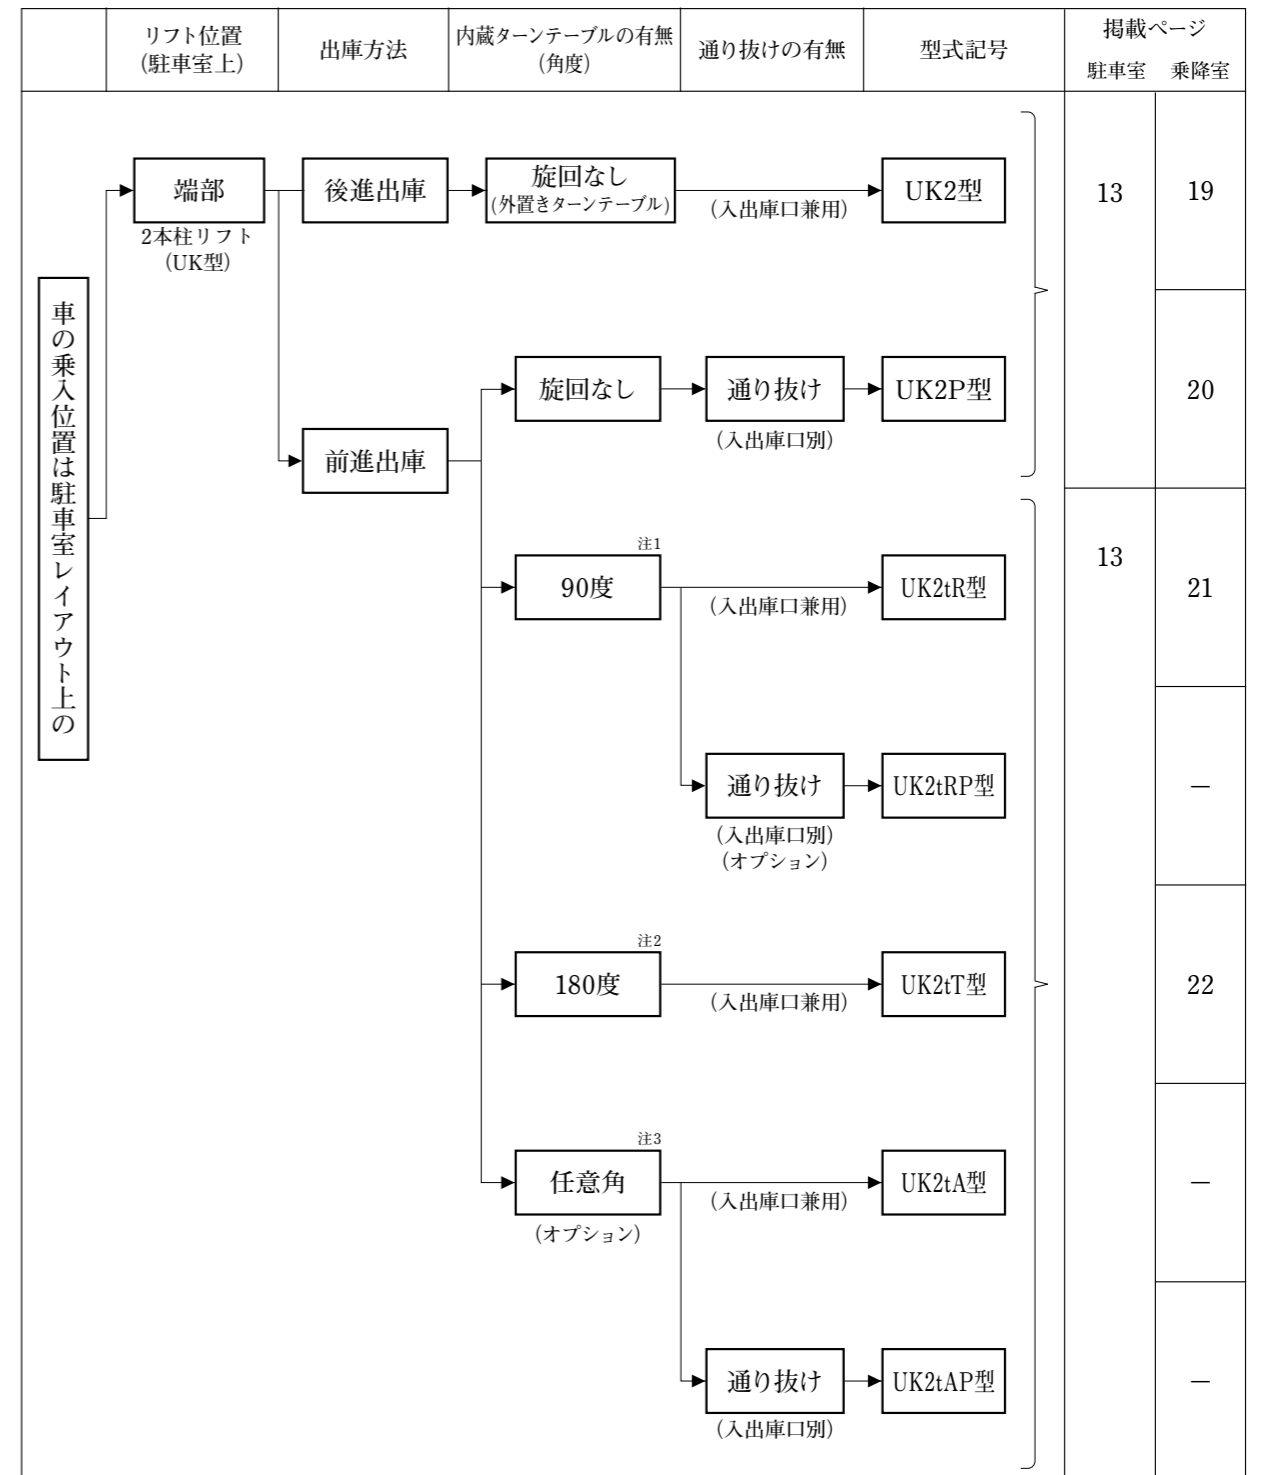 リフト位置
(駐車室上)
出庫方法
内蔵ターンテーブルの有無
(角度)
通り抜けの有無
型式記号
掲載ページ
駐車室
乗降室
車の乗入位置は駐車室レイアウト上の
端部
2本柱リフト
(UK型)
後進出庫
旋回なし
(外置きターンテーブル)
(入出庫口兼用)
UK2型
13
19
前進出庫
旋回なし
通り抜け
(入出庫口別)
UK2P型
20
注1
90度
(入出庫口兼用)
UK2tR型
13
21
通り抜け
(入出庫口別)
(オプション)
UK2tRP型
—
注2
180度
(入出庫口兼用)
UK2tT型
22
注3
任意角
(オプション)
(入出庫口兼用)
UK2tA型
—
通り抜け
(入出庫口別)
UK2tAP型
—